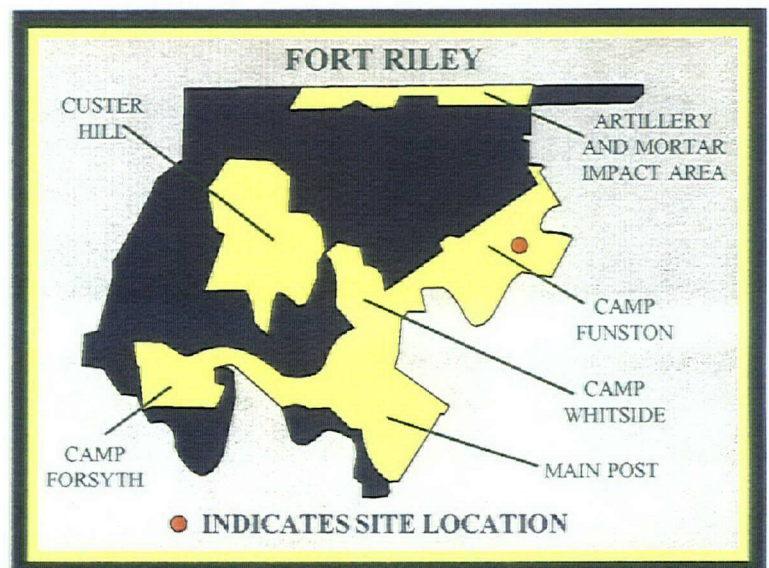 FORT RILEY
CUSTER
HILL
ARTILLERY
AND MORTAR
IMPACT AREA
CAMP
FUNSTON
CAMP
WHITSIDE
CAMP
FORSYTH
MAIN POST
INDICATES SITE LOCATION